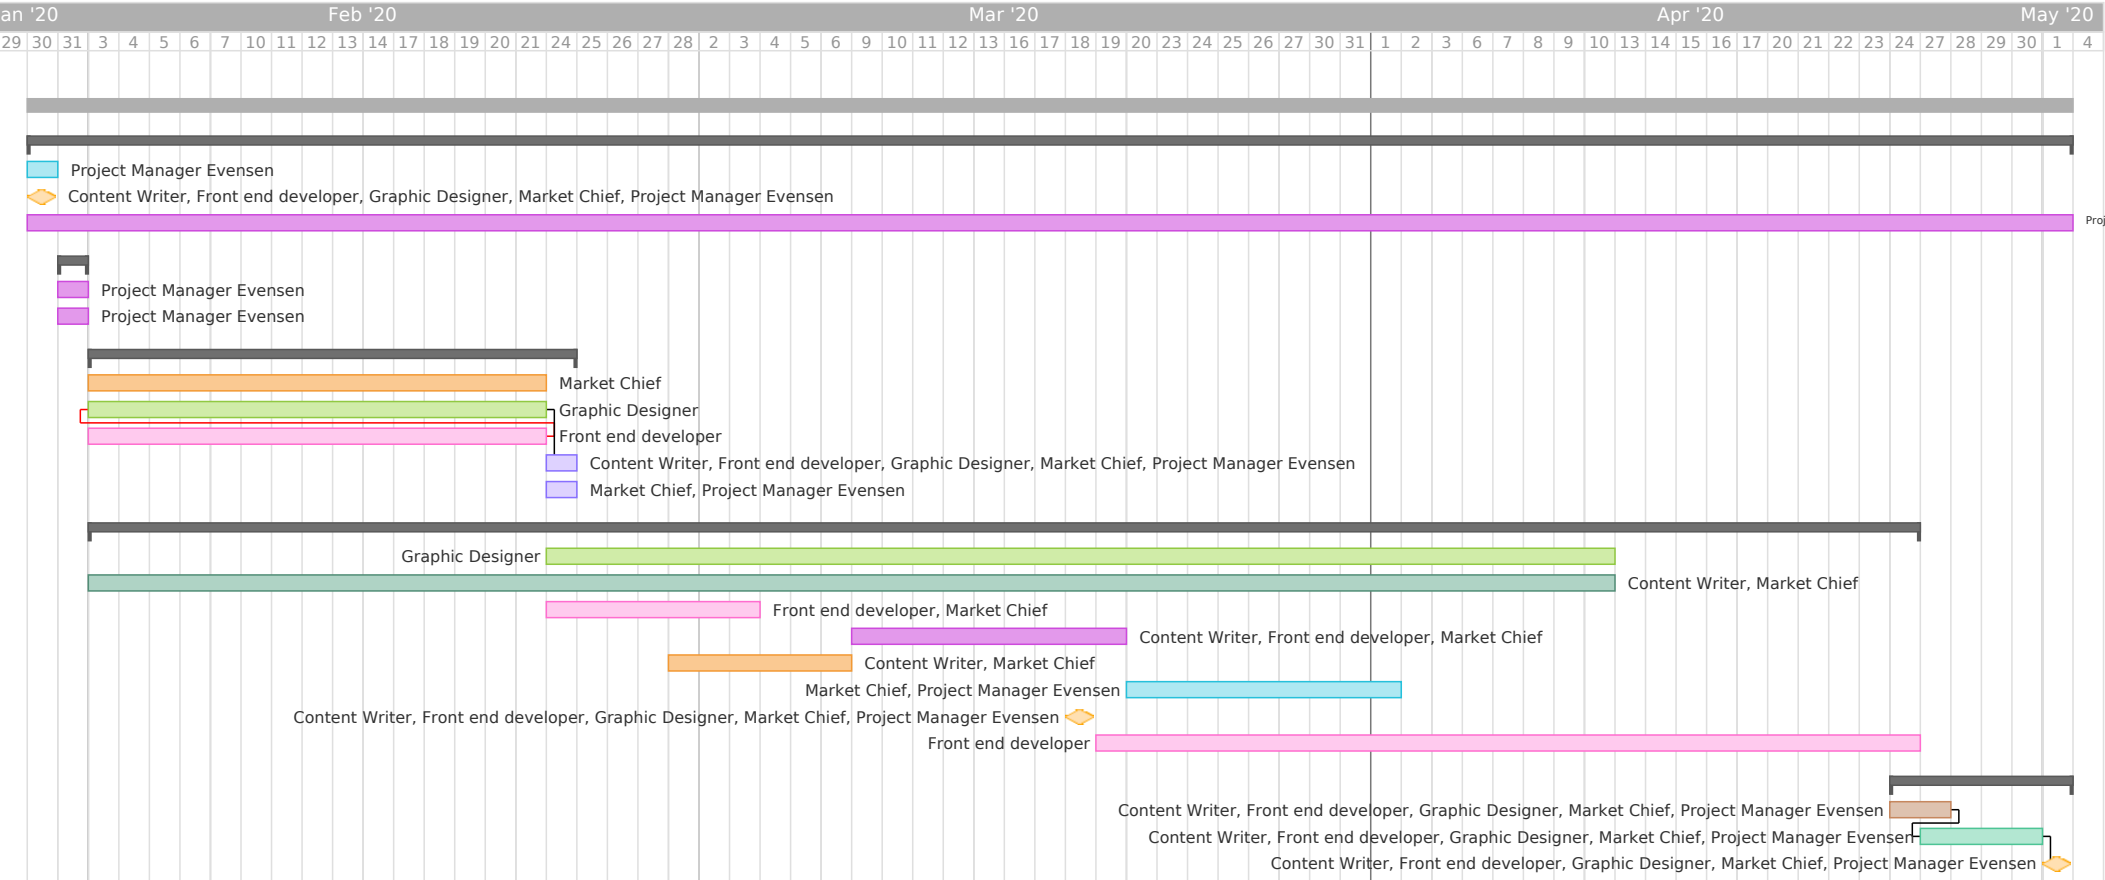 an '20 Feb '20 Mar '20 Apr '20 May '20
29 30 31 3 4 5 6 7 10 11 12 13 14 17 18 19 20 21 24 25 26 27 28 2 3 4 5 6 9 10 11 12 13 16 17 18 19 20 23 24 25 26 27 30 31 1 2 3 6 7 8 9 10 13 14 15 16 17 20 21 22 23 24 27 28 29 30 1 4
Project Manager Evensen
Content Writer, Front end developer, Graphic Designer, Market Chief, Project Manager Evensen
Proj
Project Manager Evensen
Project Manager Evensen
Market Chief
Graphic Designer
Front end developer
Content Writer, Front end developer, Graphic Designer, Market Chief, Project Manager Evensen
Market Chief, Project Manager Evensen
Graphic Designer
Content Writer, Market Chief
Front end developer, Market Chief
Content Writer, Front end developer, Market Chief
Content Writer, Market Chief
Market Chief, Project Manager Evensen
Content Writer, Front end developer, Graphic Designer, Market Chief, Project Manager Evensen
Front end developer
Content Writer, Front end developer, Graphic Designer, Market Chief, Project Manager Evensen
Content Writer, Front end developer, Graphic Designer, Market Chief, Project Manager Evensen
Content Writer, Front end developer, Graphic Designer, Market Chief, Project Manager Evensen